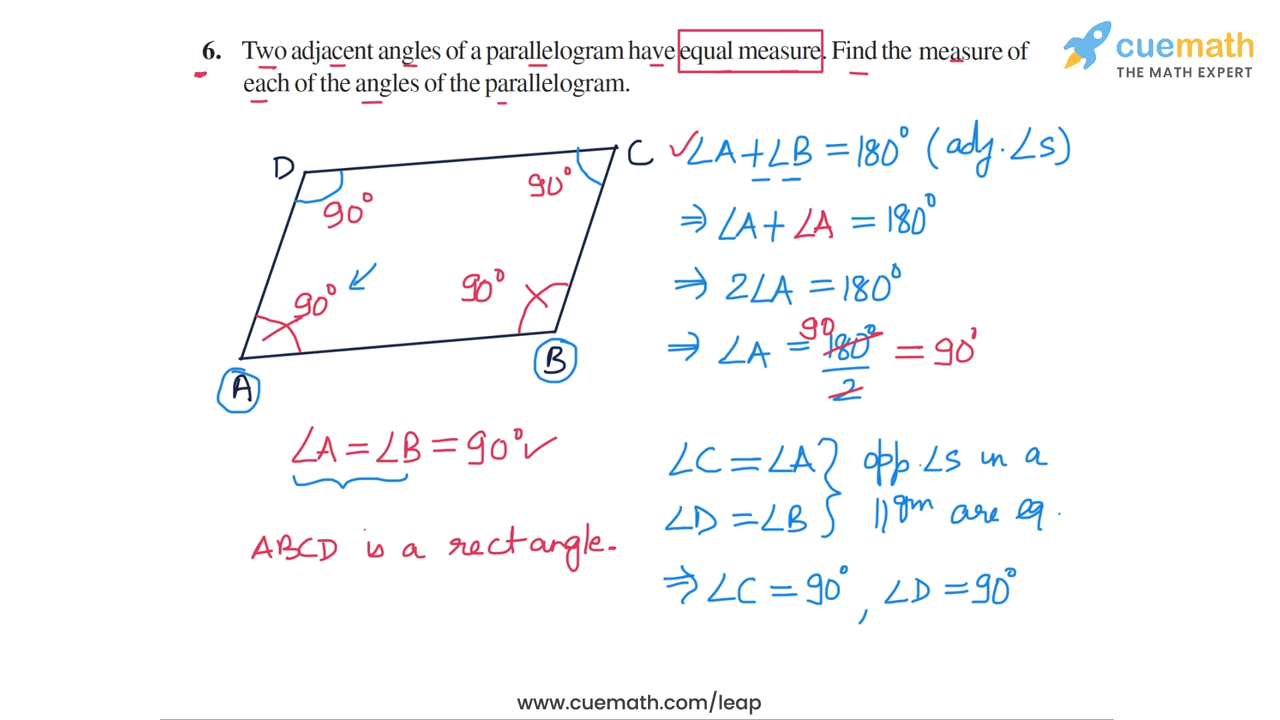 6. Two adjacent angles of a parallelogram have equal measure. Find the measure of
each of the angles of the parallelogram.
cuemath
THE MATH EXPERT
D
C
90°
90°
90°
90°
A
B
∠A = ∠B = 90° ✓
ABCD is a rectangle.
✓∠A + ∠B = 180° (adj. ∠s)
⇒ ∠A + ∠A = 180°
⇒ 2∠A = 180°
⇒ ∠A = 180°/2 = 90°
90
∠C = ∠A } opp. ∠s in a
∠D = ∠B } ||gm are eq.
⇒ ∠C = 90°, ∠D = 90°
www.cuemath.com/leap